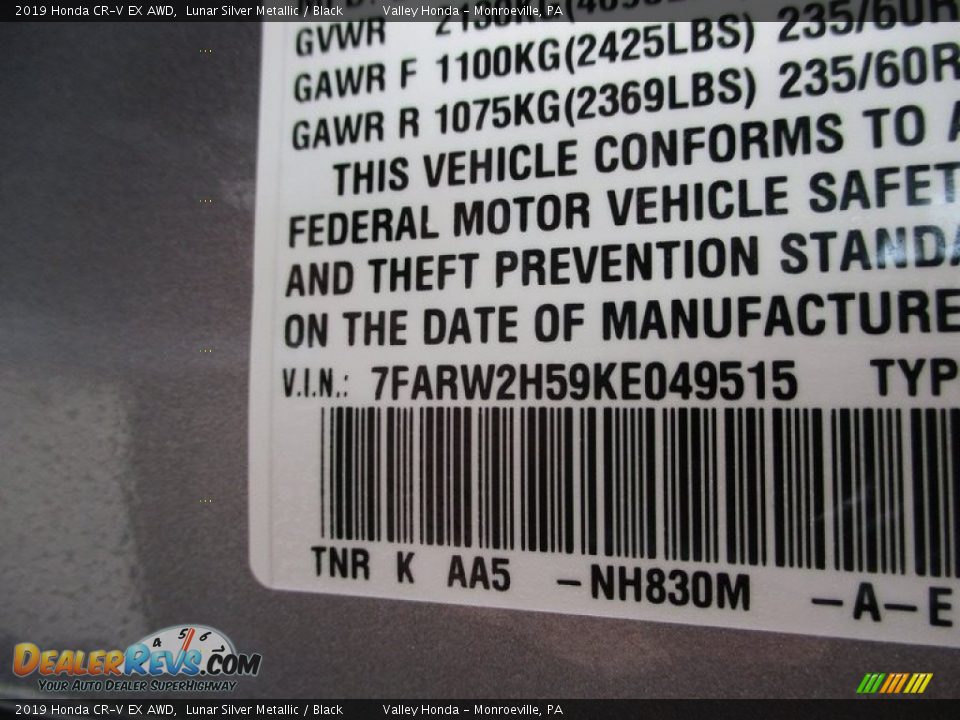 2019 Honda CR-V EX AWD, Lunar Silver Metallic / Black Valley Honda - Monroeville, PA
GVWR
GAWR F 1100KG(2425LBS) 235/60R
GAWR R 1075KG(2369LBS) 235/60R
THIS VEHICLE CONFORMS TO A
FEDERAL MOTOR VEHICLE SAFET
AND THEFT PREVENTION STANDA
ON THE DATE OF MANUFACTURE
V.I.N.: 7FARW2H59KE049515 TYP
TNR K AA5 -NH830M -A-E
4 5 6
DEALERREVS.COM
YOUR AUTO DEALER SUPERHIGHWAY
2019 Honda CR-V EX AWD, Lunar Silver Metallic / Black Valley Honda - Monroeville, PA